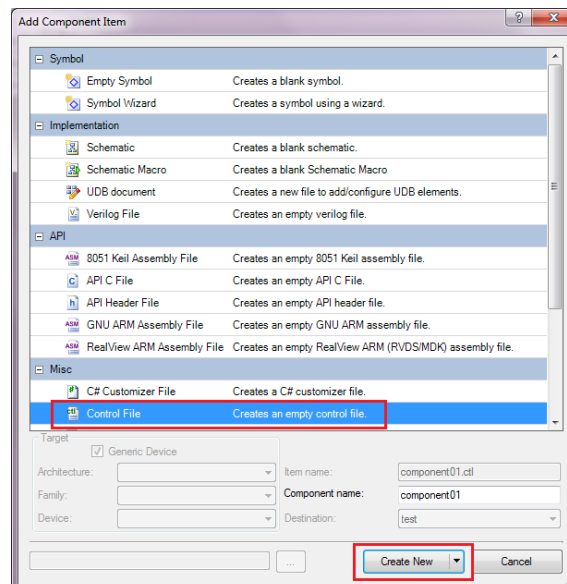 Add Component Item
Symbol
Empty Symbol Creates a blank symbol.
Symbol Wizard Creates a symbol using a wizard.
Implementation
Schematic Creates a blank schematic.
Schematic Macro Creates a blank Schematic Macro
UDB document Creates a new file to add/configure UDB elements.
Verilog File Creates an empty verilog file.
API
ASM 8051 Keil Assembly File Creates an empty 8051 Keil assembly file.
c API C File Creates an empty API C File.
h API Header File Creates an empty API header file.
ASM GNU ARM Assembly File Creates an empty GNU ARM assembly file.
ASM RealView ARM Assembly File Creates an empty RealView ARM (RVDS/MDK) assembly file.
Misc
C# Customizer File Creates a C# customizer file.
ctl Control File Creates an empty control file.
Target
Generic Device
Architecture: Item name: component01.ctl
Family: Component name: component01
Device: Destination: test
... Create New Cancel